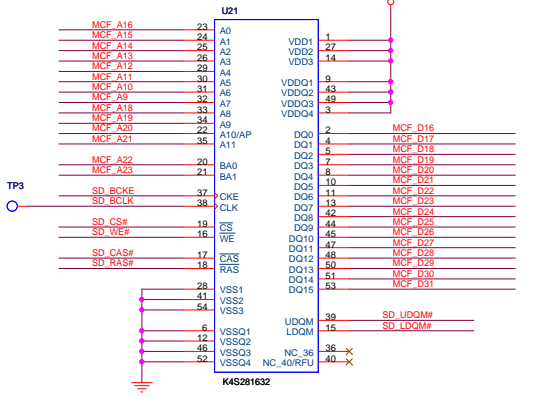 U21
MCF_A16 23 A0
MCF_A15 24 A1 VDD1 1
MCF_A14 25 A2 VDD2 27
MCF_A13 26 A3 VDD3 14
MCF_A12 29 A4
MCF_A11 30 A5 VDDQ1 9
MCF_A10 31 A6 VDDQ2 43
MCF_A9 32 A7 VDDQ3 49
MCF_A18 33 A8 VDDQ4 3
MCF_A19 34 A9
MCF_A20 22 A10/AP DQ0 2 MCF_D16
MCF_A21 35 A11 DQ1 4 MCF_D17
DQ2 5 MCF_D18
MCF_A22 20 BA0 DQ3 7 MCF_D19
MCF_A23 21 BA1 DQ4 8 MCF_D20
DQ5 10 MCF_D21
TP3 SD_BCKE 37 CKE DQ6 11 MCF_D22
SD_BCLK 38 CLK DQ7 13 MCF_D23
DQ8 42 MCF_D24
SD_CS# 19 CS DQ9 44 MCF_D25
SD_WE# 16 WE DQ10 45 MCF_D26
DQ11 47 MCF_D27
SD_CAS# 17 CAS DQ12 48 MCF_D28
SD_RAS# 18 RAS DQ13 50 MCF_D29
DQ14 51 MCF_D30
28 VSS1 DQ15 53 MCF_D31
41 VSS2
54 VSS3
UDQM 39 SD_UDQM#
6 VSSQ1 LDQM 15 SD_LDQM#
12 VSSQ2
46 VSSQ3 NC_36 36
52 VSSQ4 NC_40/RFU 40
K4S281632